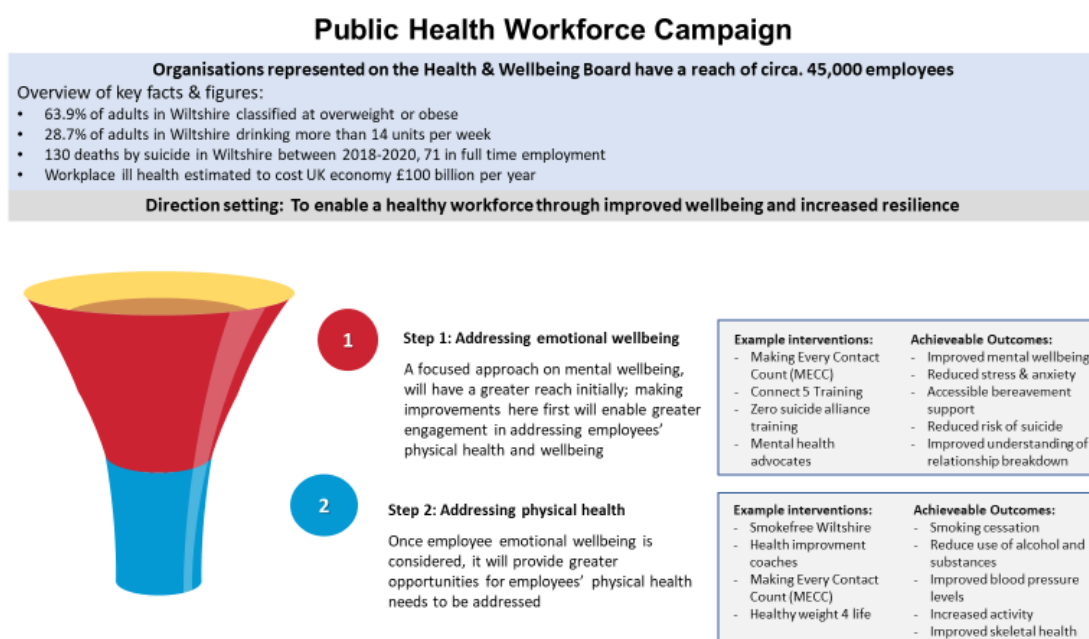 Public Health Workforce Campaign
Organisations represented on the Health & Wellbeing Board have a reach of circa. 45,000 employees
Overview of key facts & figures:
• 63.9% of adults in Wiltshire classified at overweight or obese
• 28.7% of adults in Wiltshire drinking more than 14 units per week
• 130 deaths by suicide in Wiltshire between 2018-2020, 71 in full time employment
• Workplace ill health estimated to cost UK economy £100 billion per year
Direction setting: To enable a healthy workforce through improved wellbeing and increased resilience
1
Step 1: Addressing emotional wellbeing
A focused approach on mental wellbeing,
will have a greater reach initially; making
improvements here first will enable greater
engagement in addressing employees'
physical health and wellbeing
Example interventions:
- Making Every Contact
Count (MECC)
- Connect 5 Training
- Zero suicide alliance
training
- Mental health
advocates
Achieveable Outcomes:
- Improved mental wellbeing
- Reduced stress & anxiety
- Accessible bereavement
support
- Reduced risk of suicide
- Improved understanding of
relationship breakdown
2
Step 2: Addressing physical health
Once employee emotional wellbeing is
considered, it will provide greater
opportunities for employees' physical health
needs to be addressed
Example interventions:
- Smokefree Wiltshire
- Health improvment
coaches
- Making Every Contact
Count (MECC)
- Healthy weight 4 life
Achieveable Outcomes:
- Smoking cessation
- Reduce use of alcohol and
substances
- Improved blood pressure
levels
- Increased activity
- Improved skeletal health